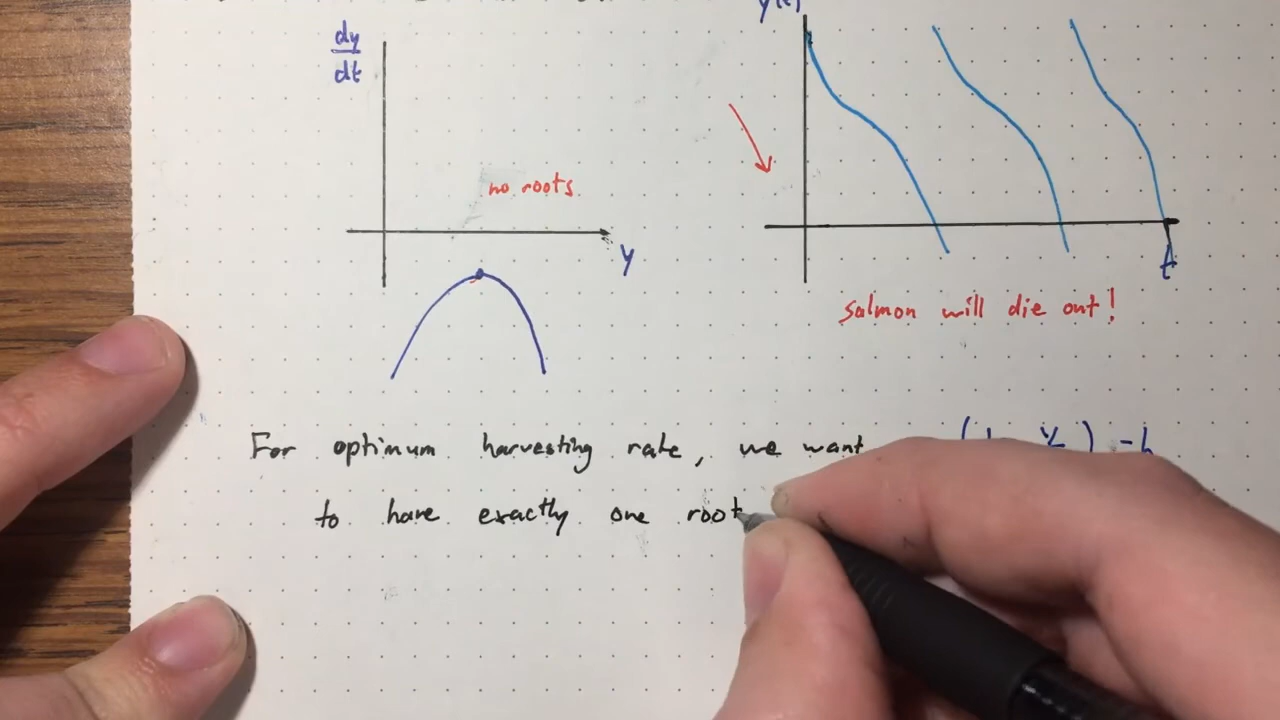 y(t)
dy
dt
no roots
y
t
salmon will die out!
For optimum harvesting rate, we want
to have exactly one root